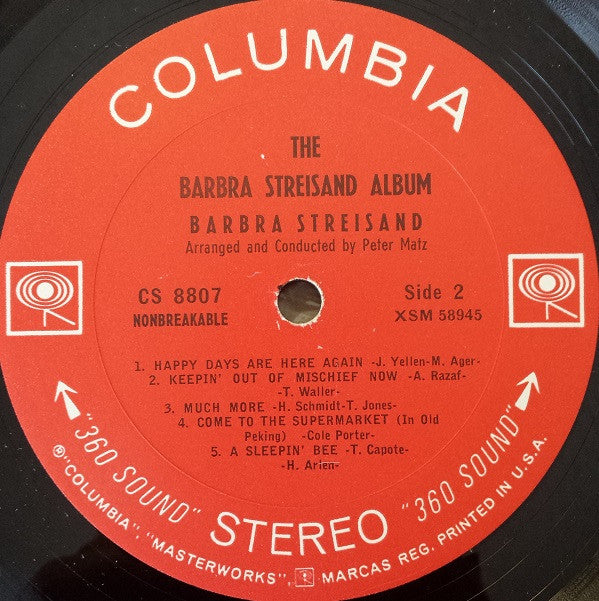 COLUMBIA
THE
BARBRA STREISAND ALBUM
BARBRA STREISAND
Arranged and Conducted by Peter Matz
CS 8807
NONBREAKABLE
Side 2
XSM 58945
1. HAPPY DAYS ARE HERE AGAIN -J. Yellen-M. Ager-
2. KEEPIN' OUT OF MISCHIEF NOW -A. Razaf-
-T. Waller-
3. MUCH MORE -H. Schmidt-T. Jones-
4. COME TO THE SUPERMARKET (In Old
Peking) -Cole Porter-
5. A SLEEPIN' BEE -T. Capote-
-H. Arlen-
"360 SOUND" STEREO "360 SOUND"
℗"COLUMBIA", "MASTERWORKS", MARCAS REG. PRINTED IN U.S.A.